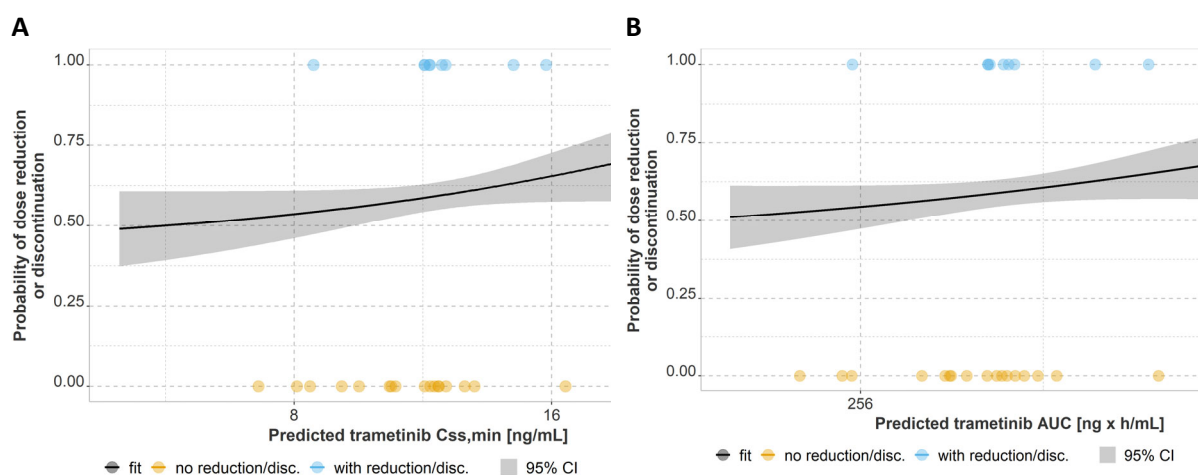 A
Probability of dose reduction
or discontinuation
1.00
0.75
0.50
0.25
0.00
8
16
Predicted trametinib Css,min [ng/mL]
fit
no reduction/disc.
with reduction/disc.
95% CI
B
Probability of dose reduction
or discontinuation
1.00
0.75
0.50
0.25
0.00
256
Predicted trametinib AUC [ng x h/mL]
fit
no reduction/disc.
with reduction/disc.
95% CI